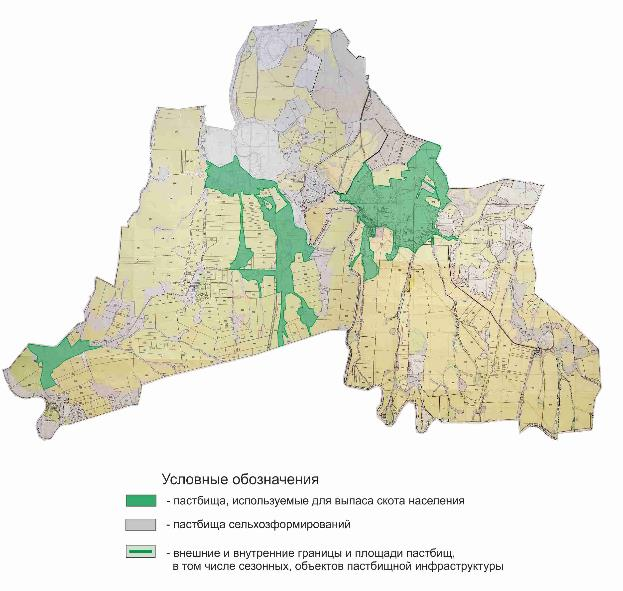 Условные обозначения
- пастбища, используемые для выпаса скота населения
- пастбища сельхозформирований
- внешние и внутренние границы и площади пастбищ,
в том числе сезонных, объектов пастбищной инфраструктуры